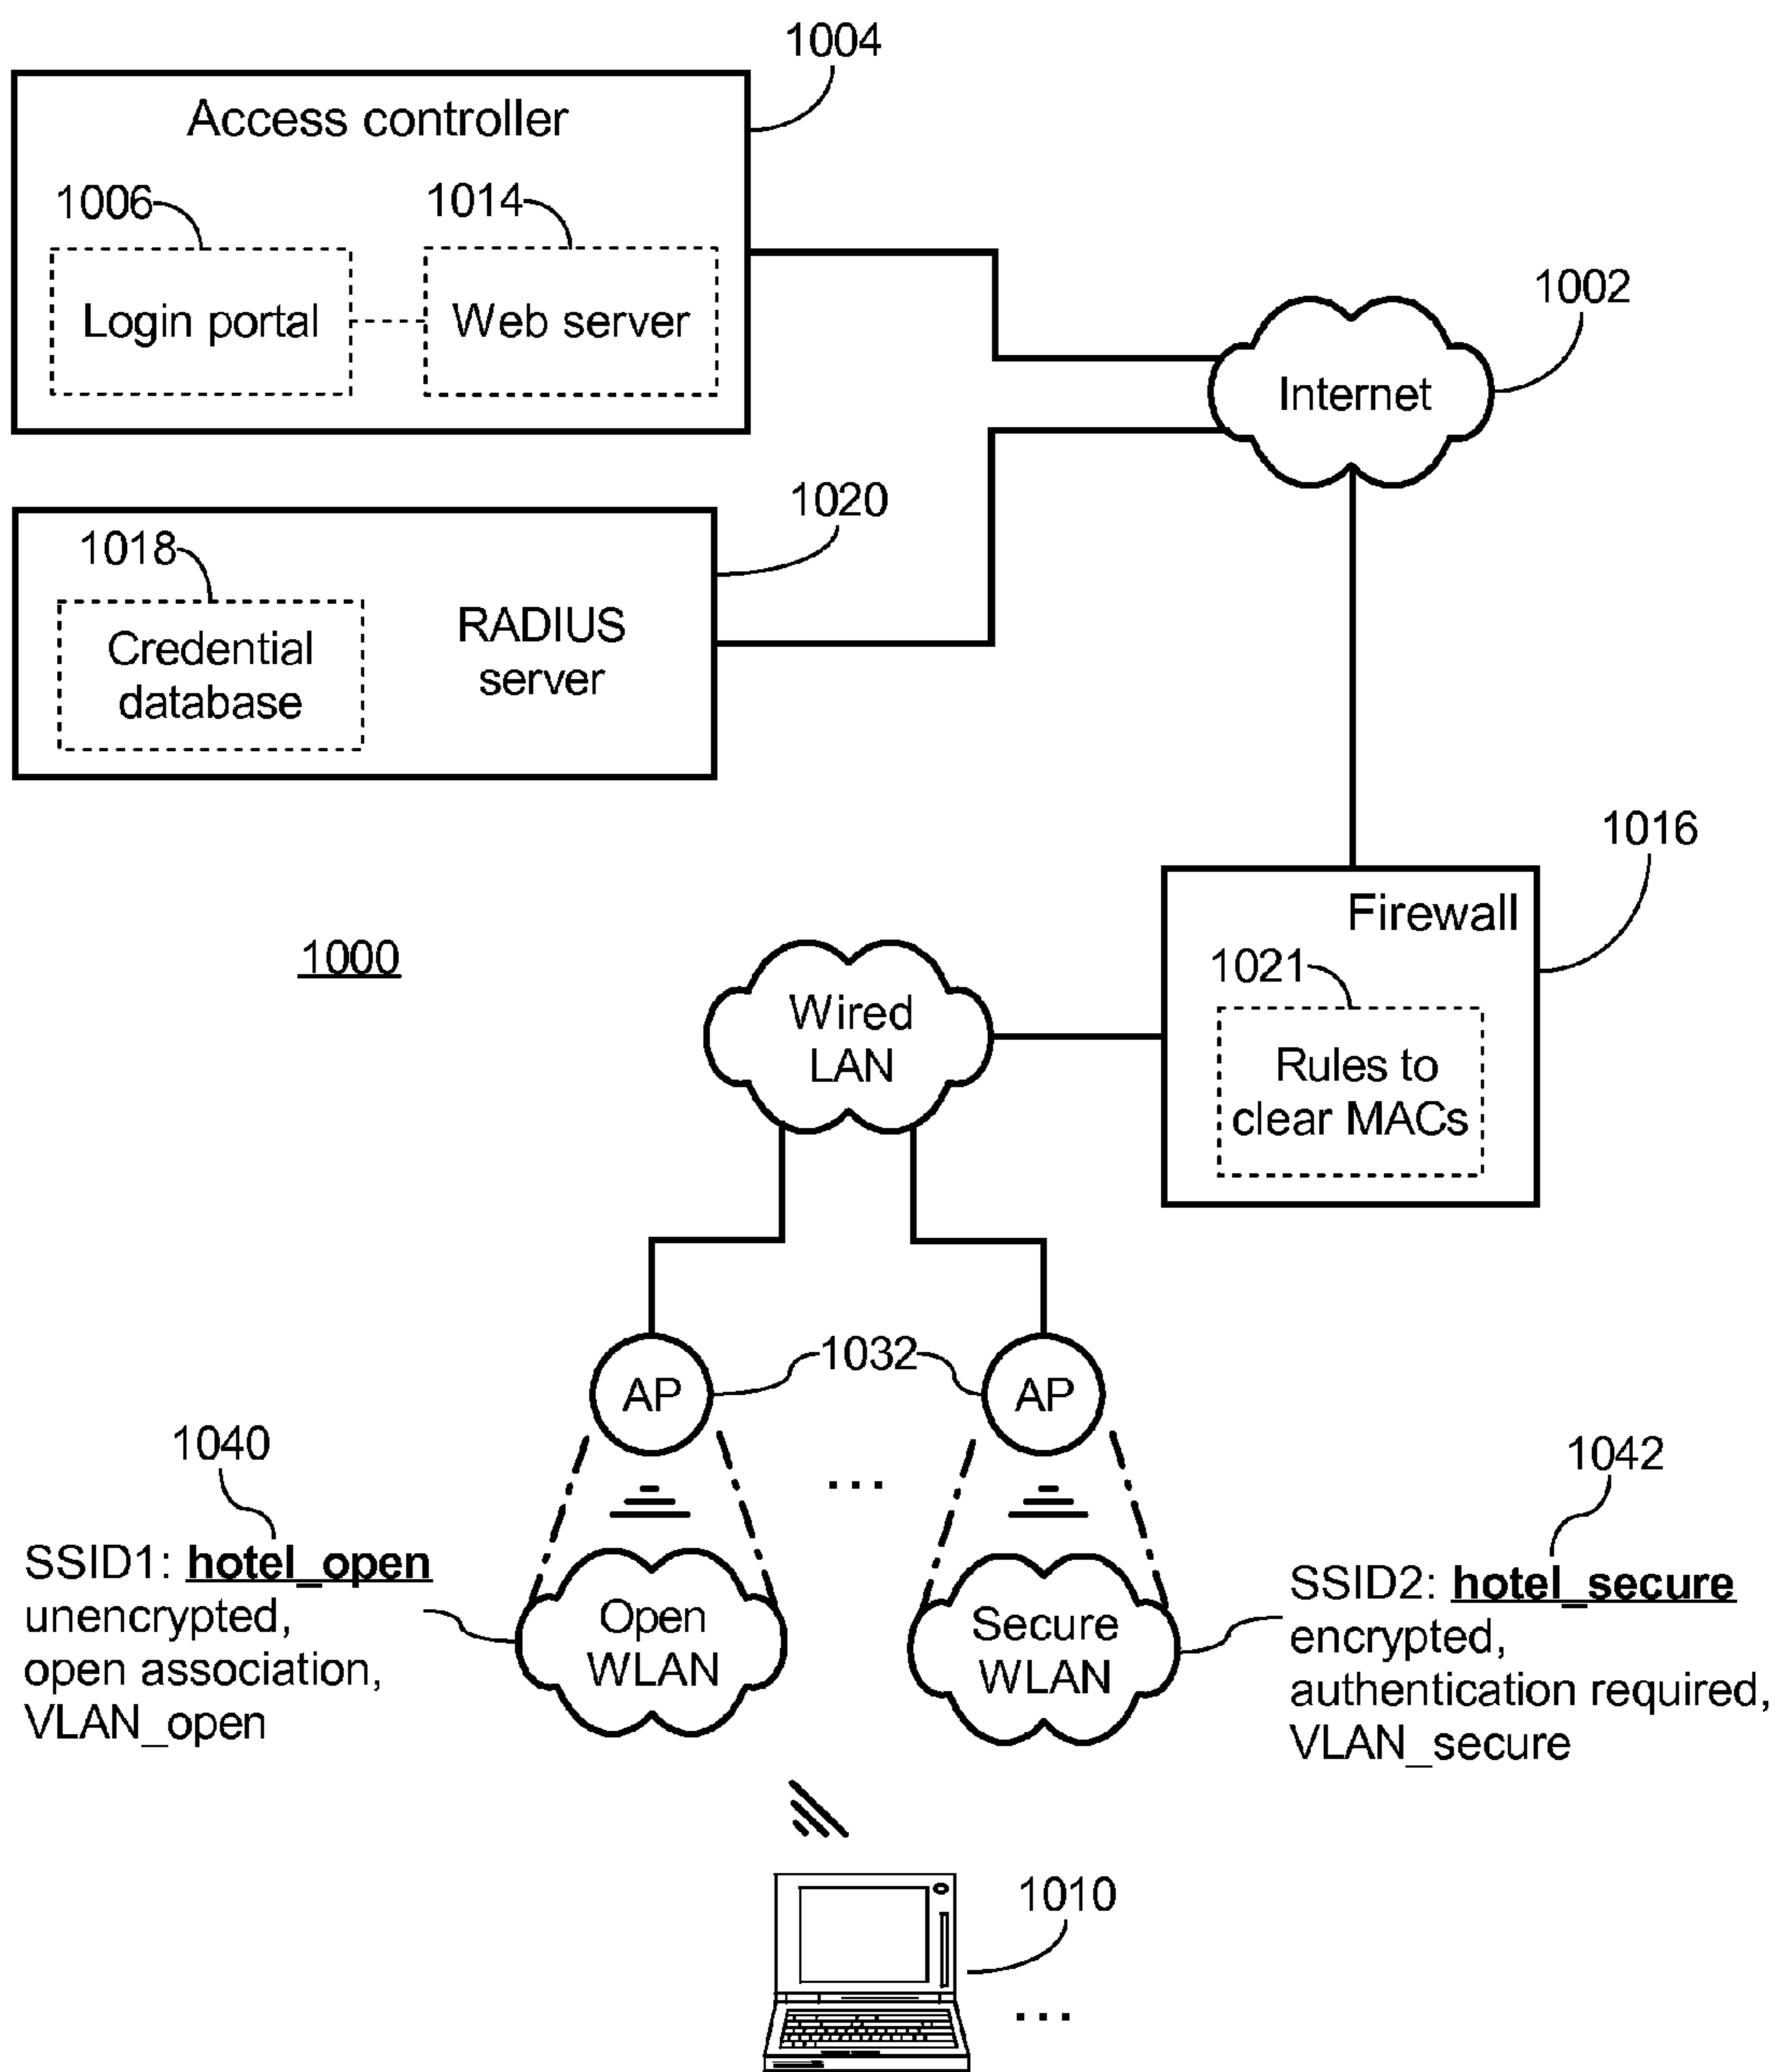 1004
Access controller
1006
1014
Login portal
Web server
1002
Internet
1020
1018
Credential
database
RADIUS
server
1016
Firewall
1000
1021
Wired
LAN
Rules to
clear MACs
1032
AP
AP
1040
1042
...
SSID1: hotel_open
unencrypted,
open association,
VLAN_open
Open
WLAN
Secure
WLAN
SSID2: hotel_secure
encrypted,
authentication required,
VLAN_secure
1010
...